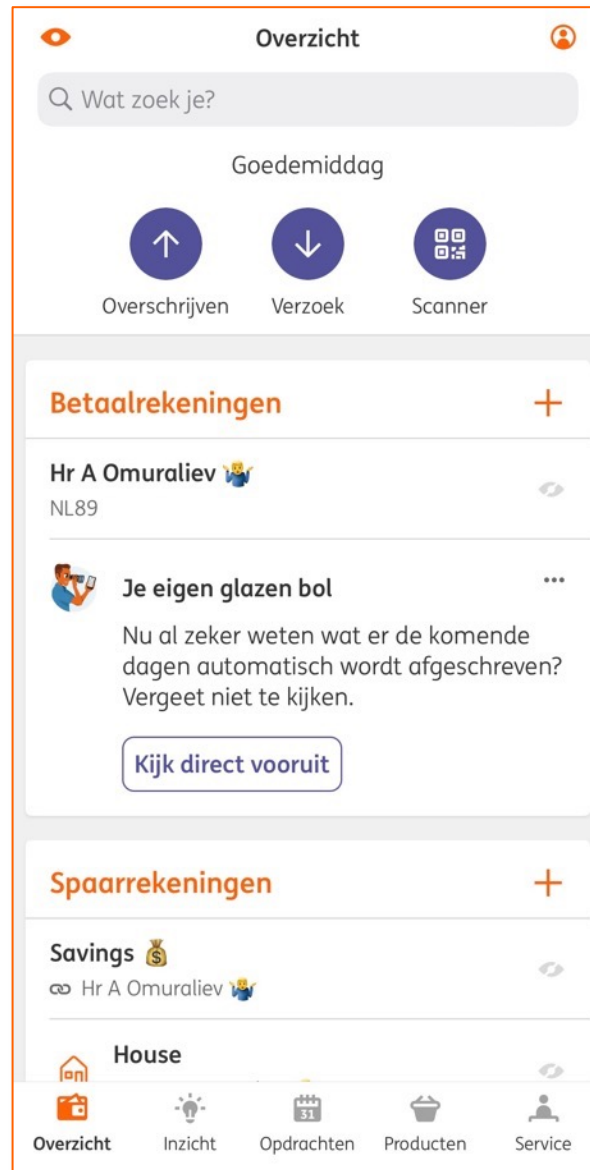 Overzicht
Wat zoek je?
Goedemiddag
Overschrijven
Verzoek
Scanner
Betaalrekeningen
Hr A Omuraliev 🤷‍♂️
NL89
Je eigen glazen bol
Nu al zeker weten wat er de komende
dagen automatisch wordt afgeschreven?
Vergeet niet te kijken.
Kijk direct vooruit
Spaarrekeningen
Savings 💰
Hr A Omuraliev 🤷‍♂️
House
31
Overzicht
Inzicht
Opdrachten
Producten
Service